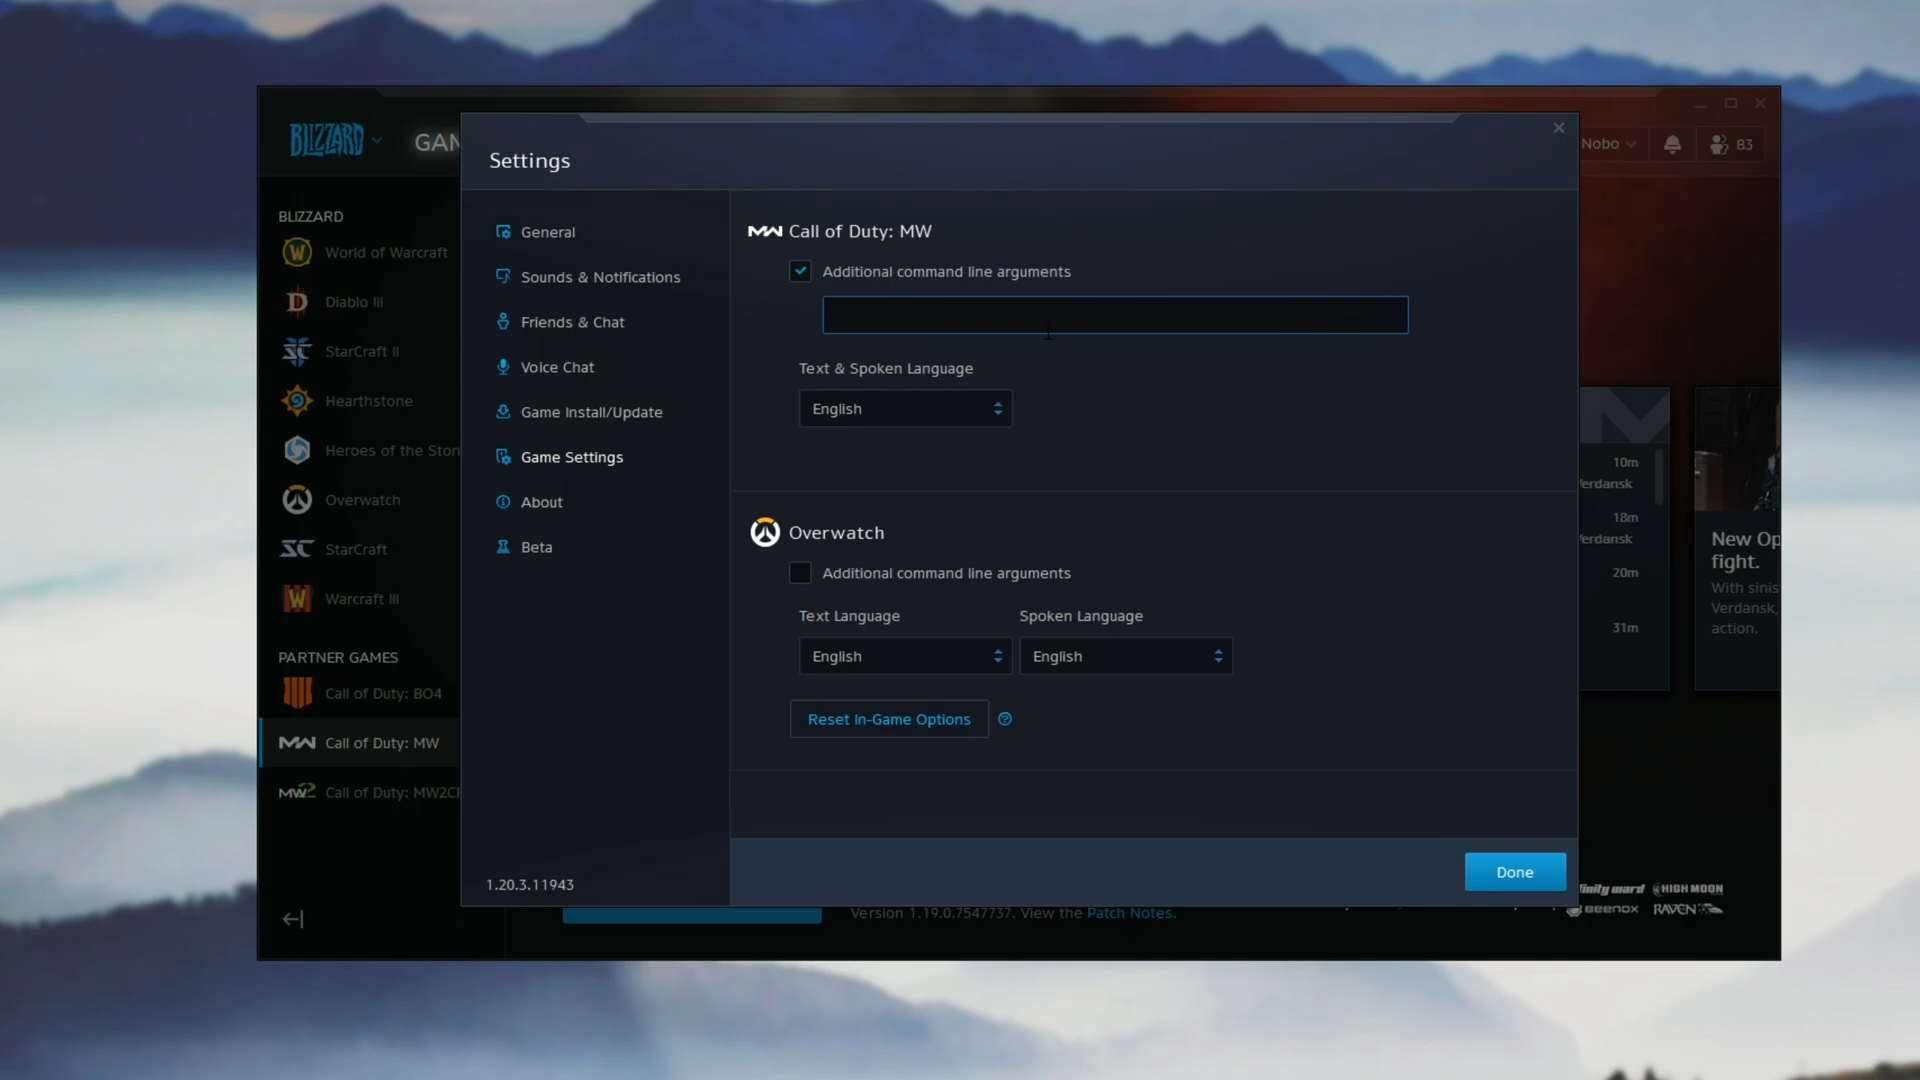 BLIZZARD
GAM
Nobo
83
Settings
BLIZZARD
World of Warcraft
Diablo III
StarCraft II
Hearthstone
Heroes of the Ston
Overwatch
StarCraft
Warcraft III
PARTNER GAMES
Call of Duty: BO4
Call of Duty: MW
Call of Duty: MW2C
General
Sounds & Notifications
Friends & Chat
Voice Chat
Game Install/Update
Game Settings
About
Beta
1.20.3.11943
Call of Duty: MW
Additional command line arguments
Text & Spoken Language
English
Overwatch
Additional command line arguments
Text Language
Spoken Language
English
English
Reset In-Game Options
Done
10m
erdansk
18m
erdansk
20m
31m
New Op
fight.
With sinis
Verdansk,
action.
Version 1.19.0.7547737. View the Patch Notes.
finity ward
HIGH MOON
BEENOX
RAVEN